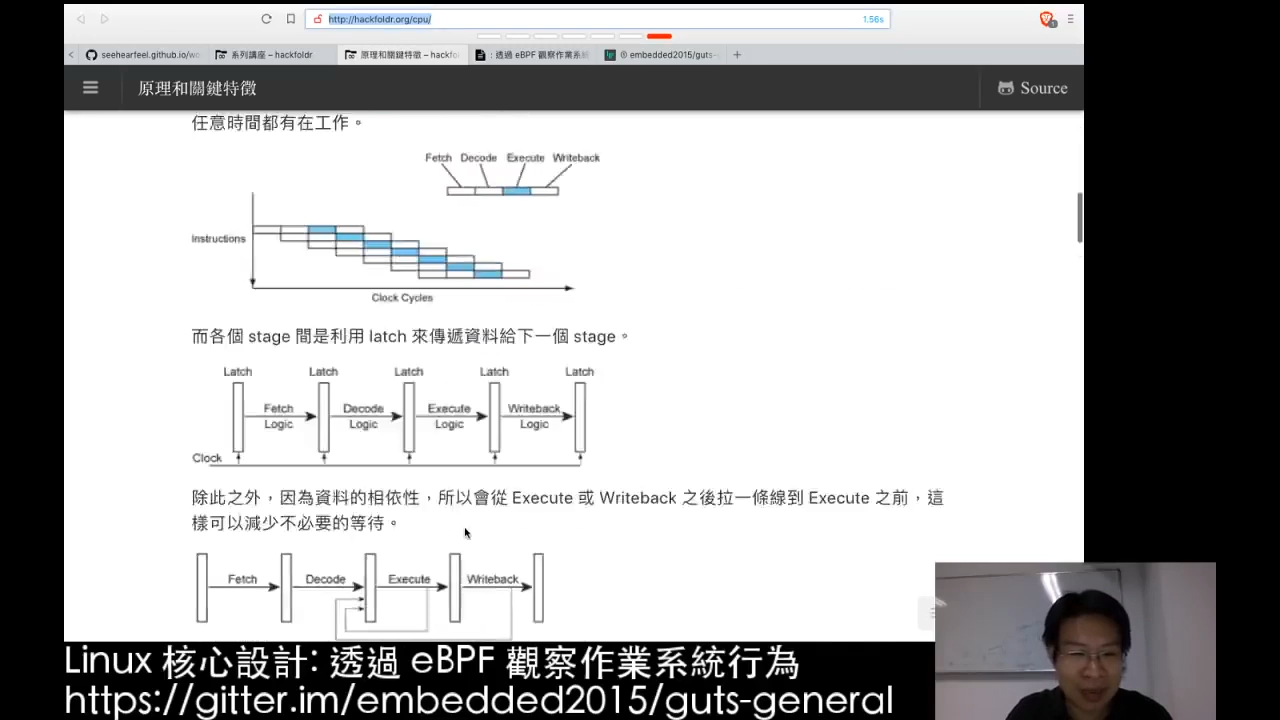 http://hackfoldr.org/cpu/
1.56s
seehearfeel.github.io/wo
系列講座 – hackfoldr
原理和關鍵特徵 – hackfo
: 透過 eBPF 觀察作業系統
embedded2015/guts-
原理和關鍵特徵
Source
任意時間都有在工作。
Fetch Decode Execute Writeback
Instructions
Clock Cycles
而各個 stage 間是利用 latch 來傳遞資料給下一個 stage。
Latch Latch Latch Latch Latch
Fetch Decode Execute Writeback
Logic Logic Logic Logic
Clock
除此之外，因為資料的相依性，所以會從 Execute 或 Writeback 之後拉一條線到 Execute 之前，這
樣可以減少不必要的等待。
Fetch Decode Execute Writeback
Linux 核心設計: 透過 eBPF 觀察作業系統行為
https://gitter.im/embedded2015/guts-general